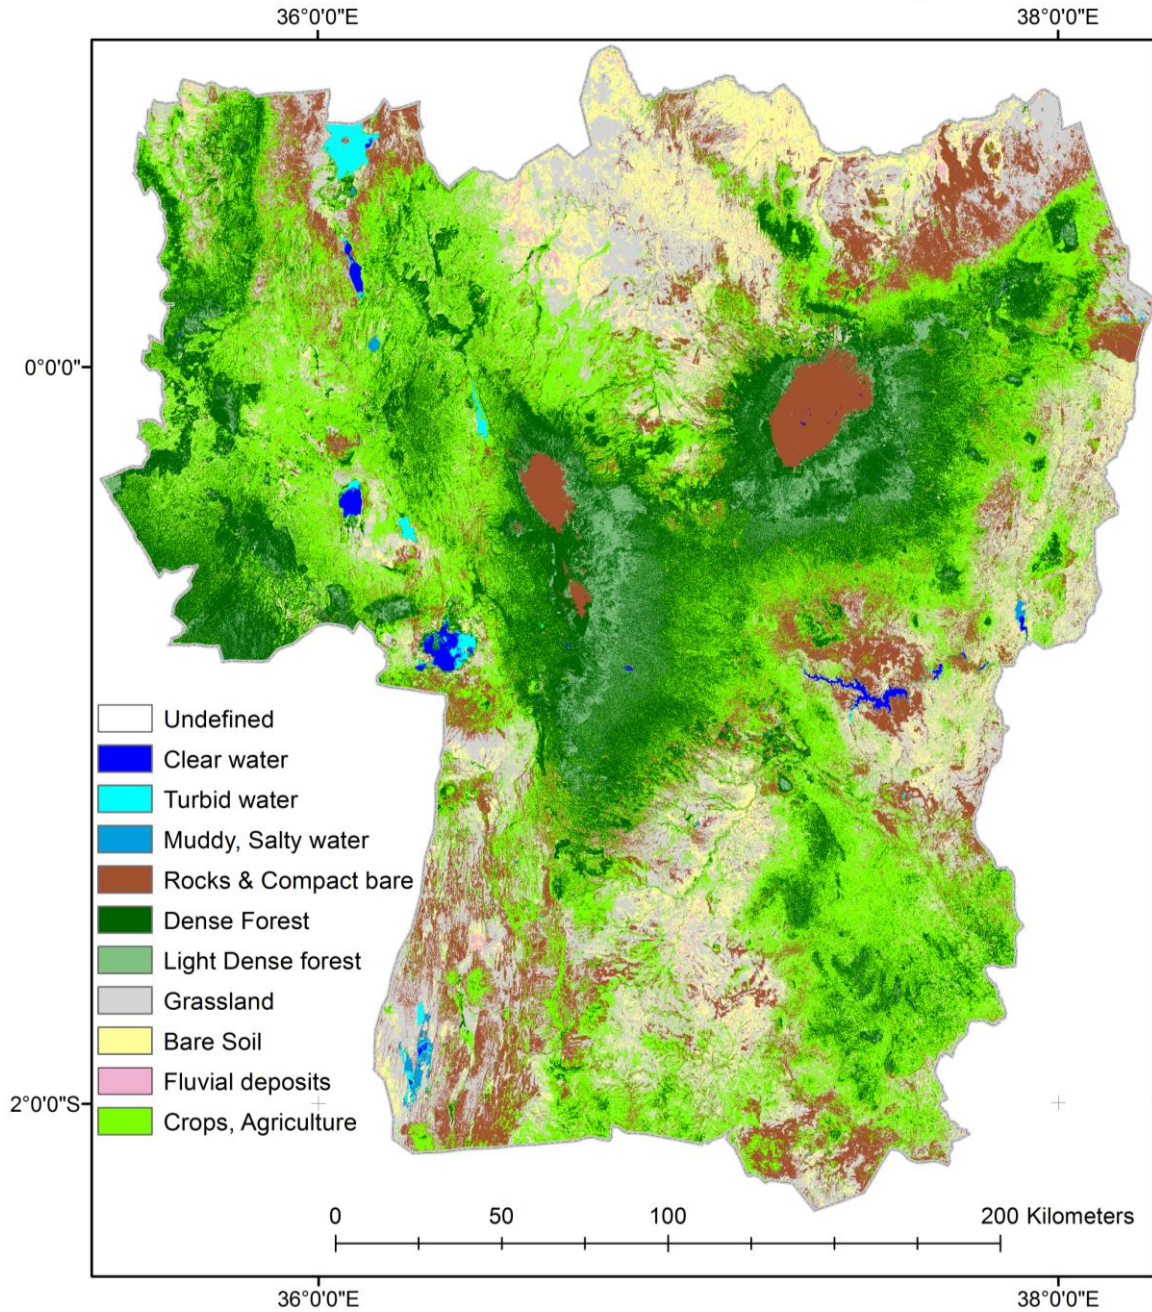 36°0'0"E 38°0'0"E
0°0'0"
Undefined
Clear water
Turbid water
Muddy, Salty water
Rocks & Compact bare
Dense Forest
Light Dense forest
Grassland
Bare Soil
Fluvial deposits
Crops, Agriculture
2°0'0"S
0 50 100 200 Kilometers
36°0'0"E 38°0'0"E